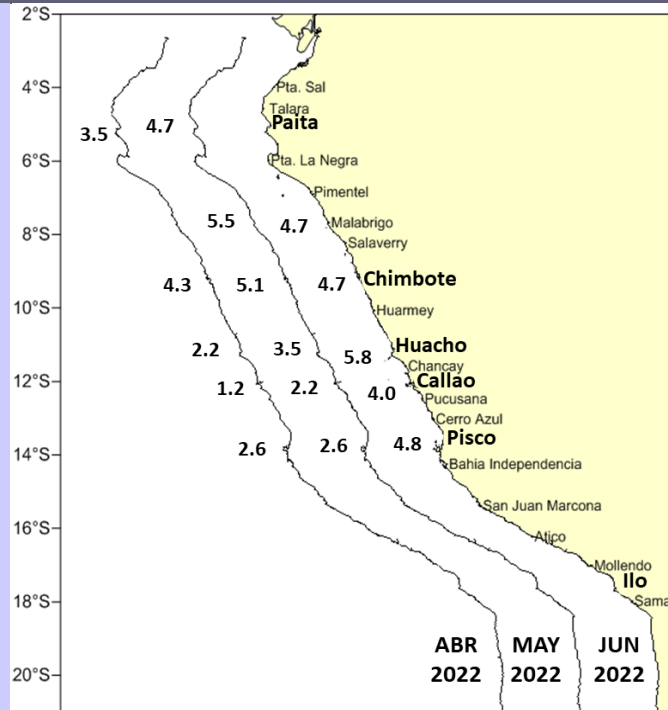 2°S
4°S
Pta. Sal
Talara
Paita
4.7
3.5
6°S
Pta. La Negra
Pimentel
5.5
4.7
Malabrigo
8°S
Salaverry
Chimbote
4.3
5.1
4.7
10°S
Huarmey
Huacho
2.2
3.5
5.8
Chancay
12°S
Callao
1.2
2.2
4.0
Pucusana
Cerro Azul
Pisco
4.8
14°S
2.6
2.6
Bahia Independencia
San Juan Marcona
16°S
Atico
Mollendo
Ilo
18°S
Sama
ABR
2022
MAY
2022
JUN
2022
20°S